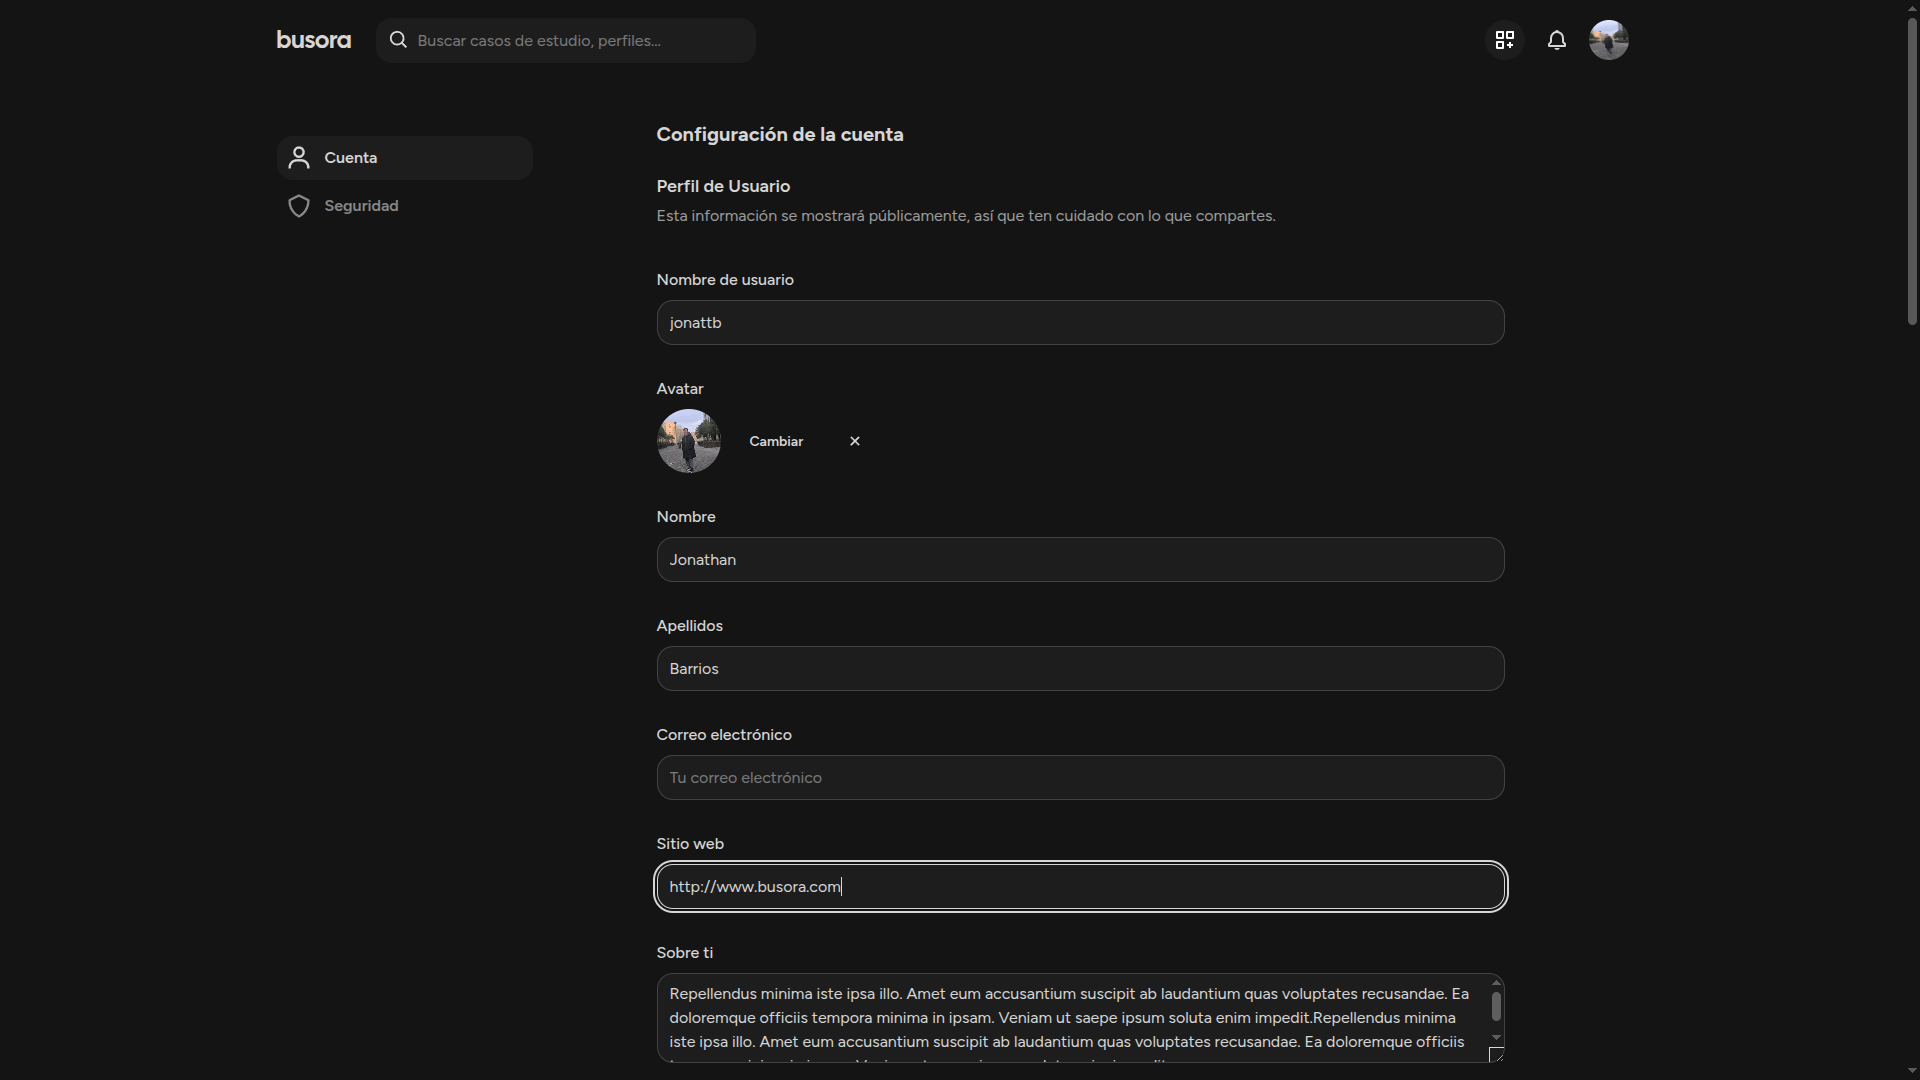 busora
Buscar casos de estudio, perfiles...
Cuenta
Seguridad
Configuración de la cuenta
Perfil de Usuario
Esta información se mostrará públicamente, así que ten cuidado con lo que compartes.
Nombre de usuario
jonattb
Avatar
Cambiar
Nombre
Jonathan
Apellidos
Barrios
Correo electrónico
Tu correo electrónico
Sitio web
http://www.busora.com
Sobre ti
Repellendus minima iste ipsa illo. Amet eum accusantium suscipit ab laudantium quas voluptates recusandae. Ea
doloremque officiis tempora minima in ipsam. Veniam ut saepe ipsum soluta enim impedit.Repellendus minima
iste ipsa illo. Amet eum accusantium suscipit ab laudantium quas voluptates recusandae. Ea doloremque officiis